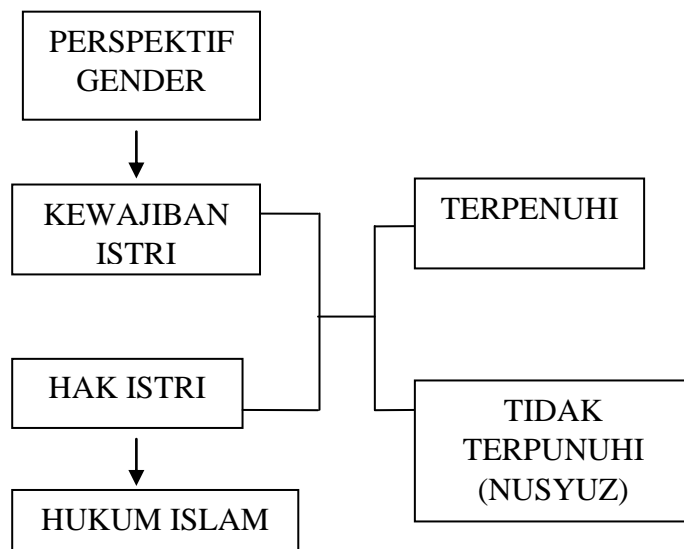 PERSPEKTIF
GENDER
KEWAJIBAN
ISTRI
TERPENUHI
HAK ISTRI
TIDAK
TERPUNUHI
(NUSYUZ)
HUKUM ISLAM